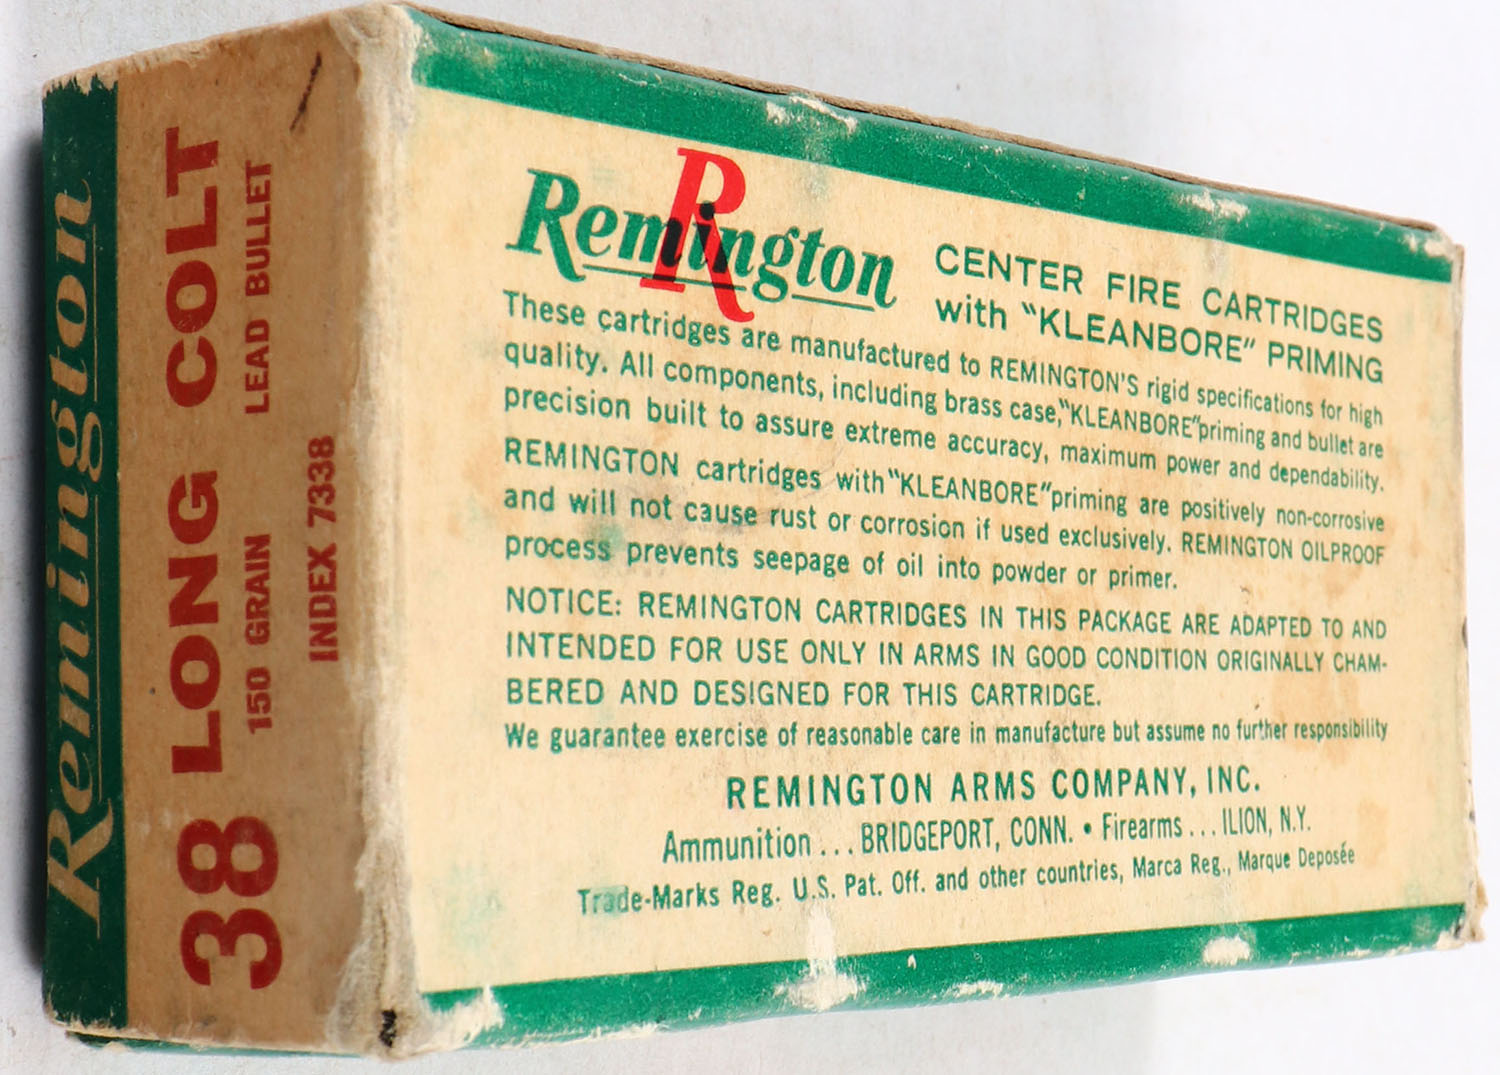 Remington
38 LONG COLT
150 GRAIN LEAD BULLET
INDEX 7338
R
Remington
CENTER FIRE CARTRIDGES
with "KLEANBORE" PRIMING
These cartridges are manufactured to REMINGTON'S rigid specifications for high
quality. All components, including brass case, "KLEANBORE" priming and bullet are
precision built to assure extreme accuracy, maximum power and dependability.
REMINGTON cartridges with "KLEANBORE" priming are positively non-corrosive
and will not cause rust or corrosion if used exclusively. REMINGTON OILPROOF
process prevents seepage of oil into powder or primer.
NOTICE: REMINGTON CARTRIDGES IN THIS PACKAGE ARE ADAPTED TO AND
INTENDED FOR USE ONLY IN ARMS IN GOOD CONDITION ORIGINALLY CHAM-
BERED AND DESIGNED FOR THIS CARTRIDGE.
We guarantee exercise of reasonable care in manufacture but assume no further responsibility
REMINGTON ARMS COMPANY, INC.
Ammunition ... BRIDGEPORT, CONN. • Firearms ... ILION, N.Y.
Trade-Marks Reg. U.S. Pat. Off. and other countries, Marca Reg., Marque Deposée